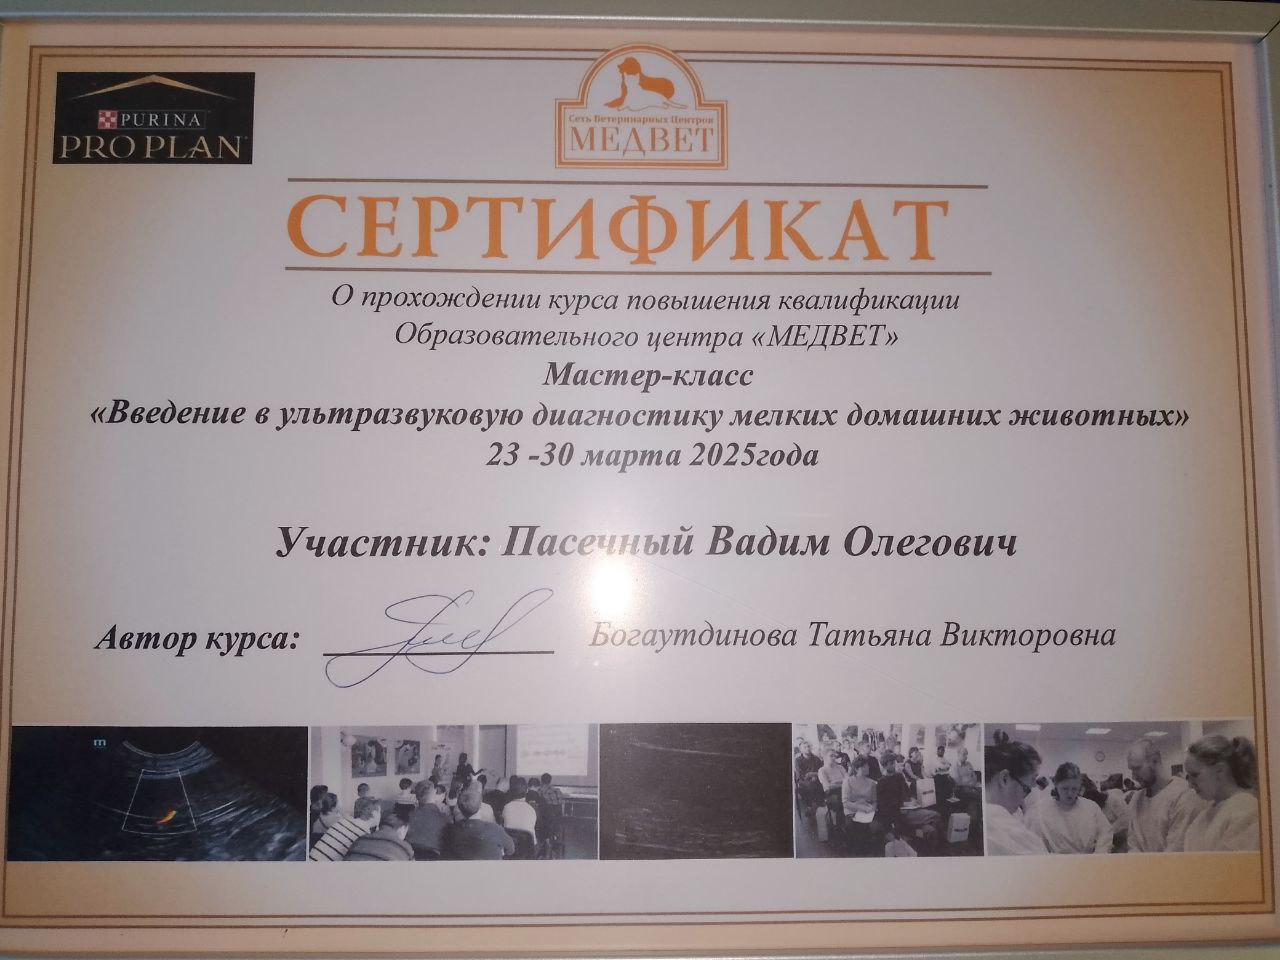 PURINA
PRO PLAN
Сеть Ветеринарных Центров
МЕДВЕТ
СЕРТИФИКАТ
О прохождении курса повышения квалификации
Образовательного центра «МЕДВЕТ»
Мастер-класс
«Введение в ультразвуковую диагностику мелких домашних животных»
23 -30 марта 2025года
Участник: Пасечный Вадим Олегович
Автор курса: Богаутдинова Татьяна Викторовна
m